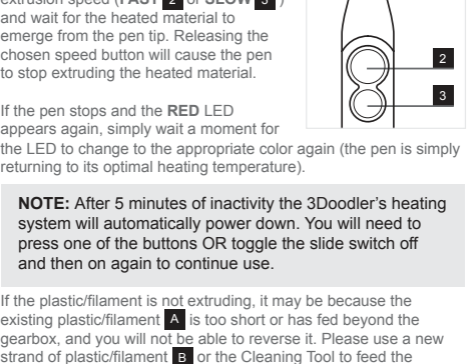 extrusion speed (FAST 2 or SLOW 3 )
and wait for the heated material to
emerge from the pen tip. Releasing the
chosen speed button will cause the pen
to stop extruding the heated material.
2
3
If the pen stops and the RED LED
appears again, simply wait a moment for
the LED to change to the appropriate color again (the pen is simply
returning to its optimal heating temperature).
NOTE: After 5 minutes of inactivity the 3Doodler's heating
system will automatically power down. You will need to
press one of the buttons OR toggle the slide switch off
and then on again to continue use.
If the plastic/filament is not extruding, it may be because the
existing plastic/filament A is too short or has fed beyond the
gearbox, and you will not be able to reverse it. Please use a new
strand of plastic/filament B or the Cleaning Tool to feed the